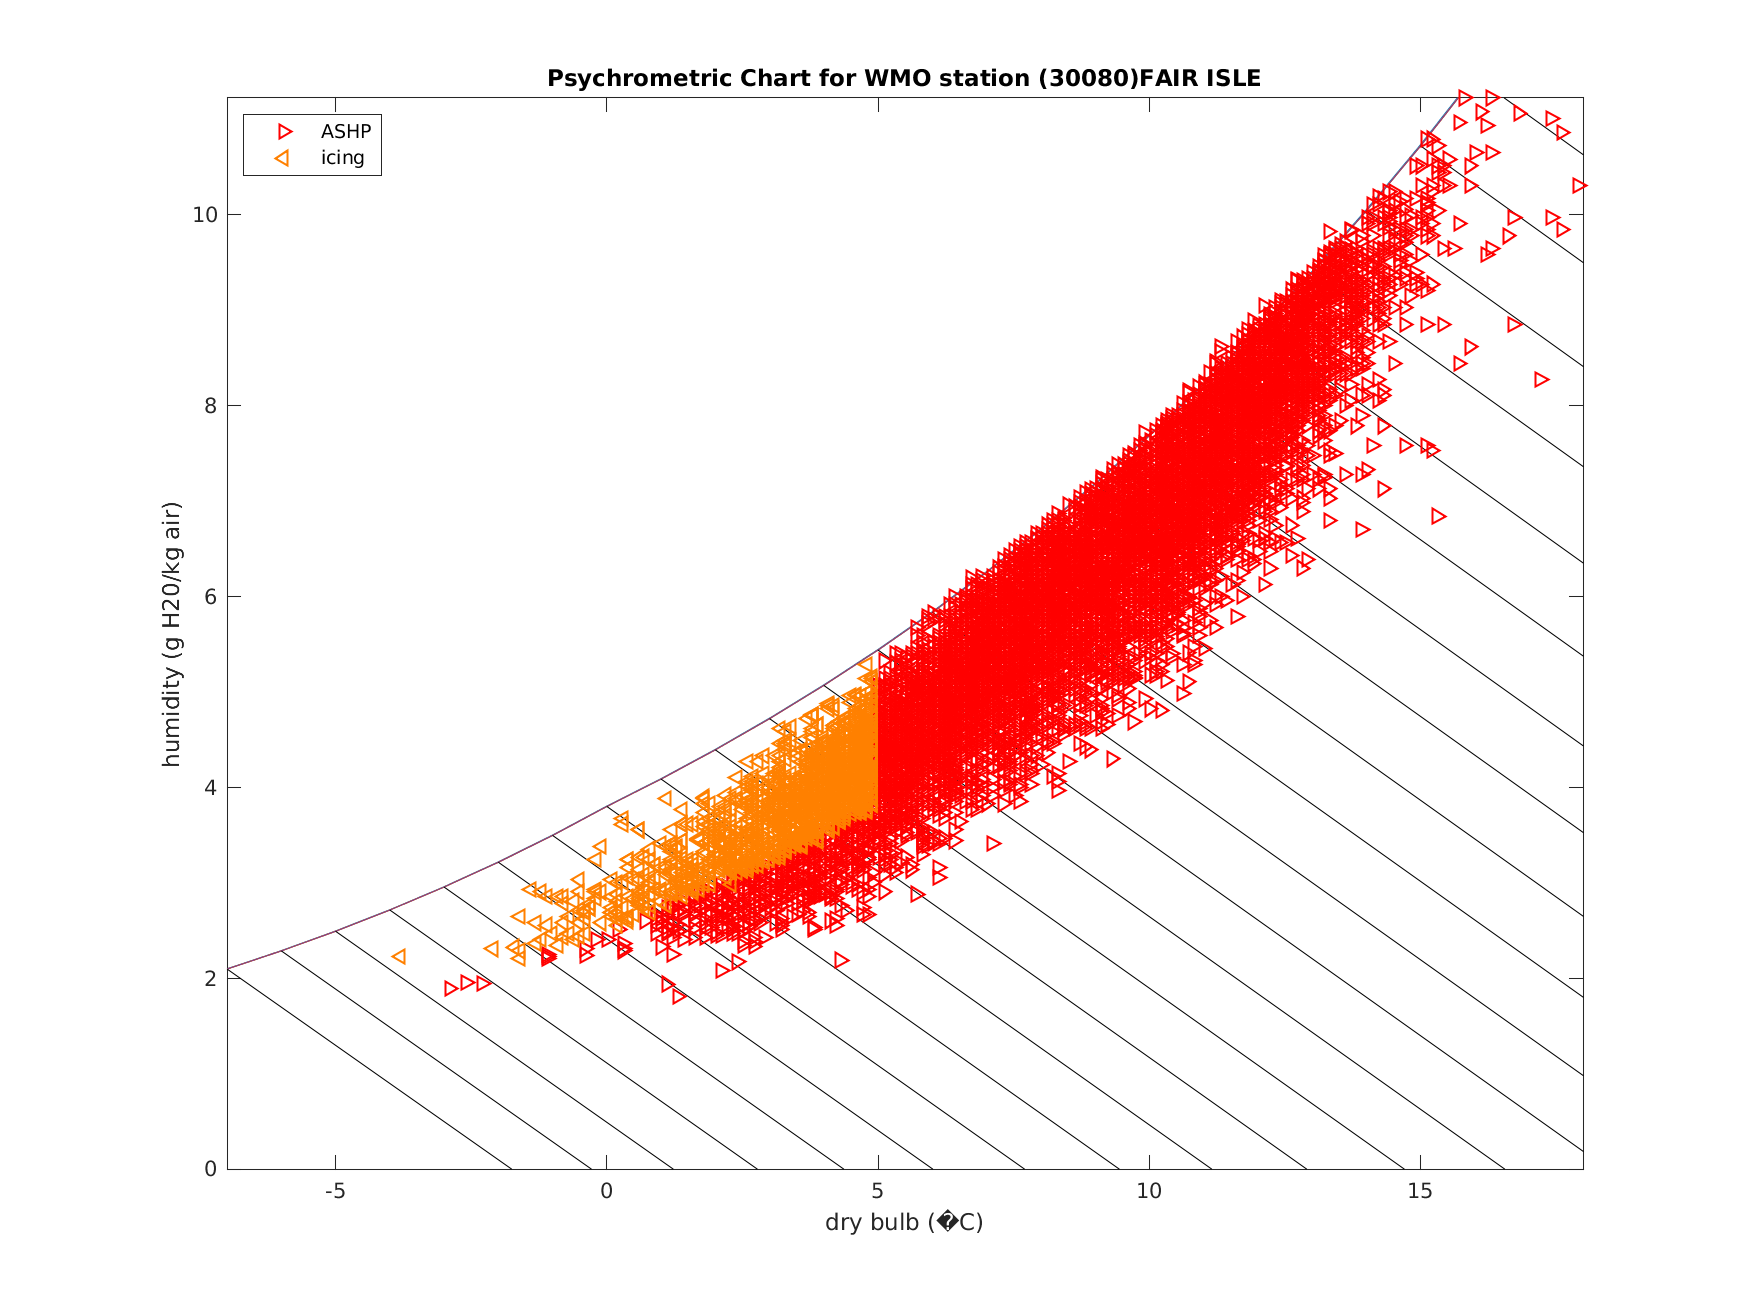 Psychrometric Chart for WMO station (30080)FAIR ISLE
ASHP
icing
10
8
6
4
2
0
humidity (g H20/kg air)
-5 0 5 10 15
dry bulb (�C)